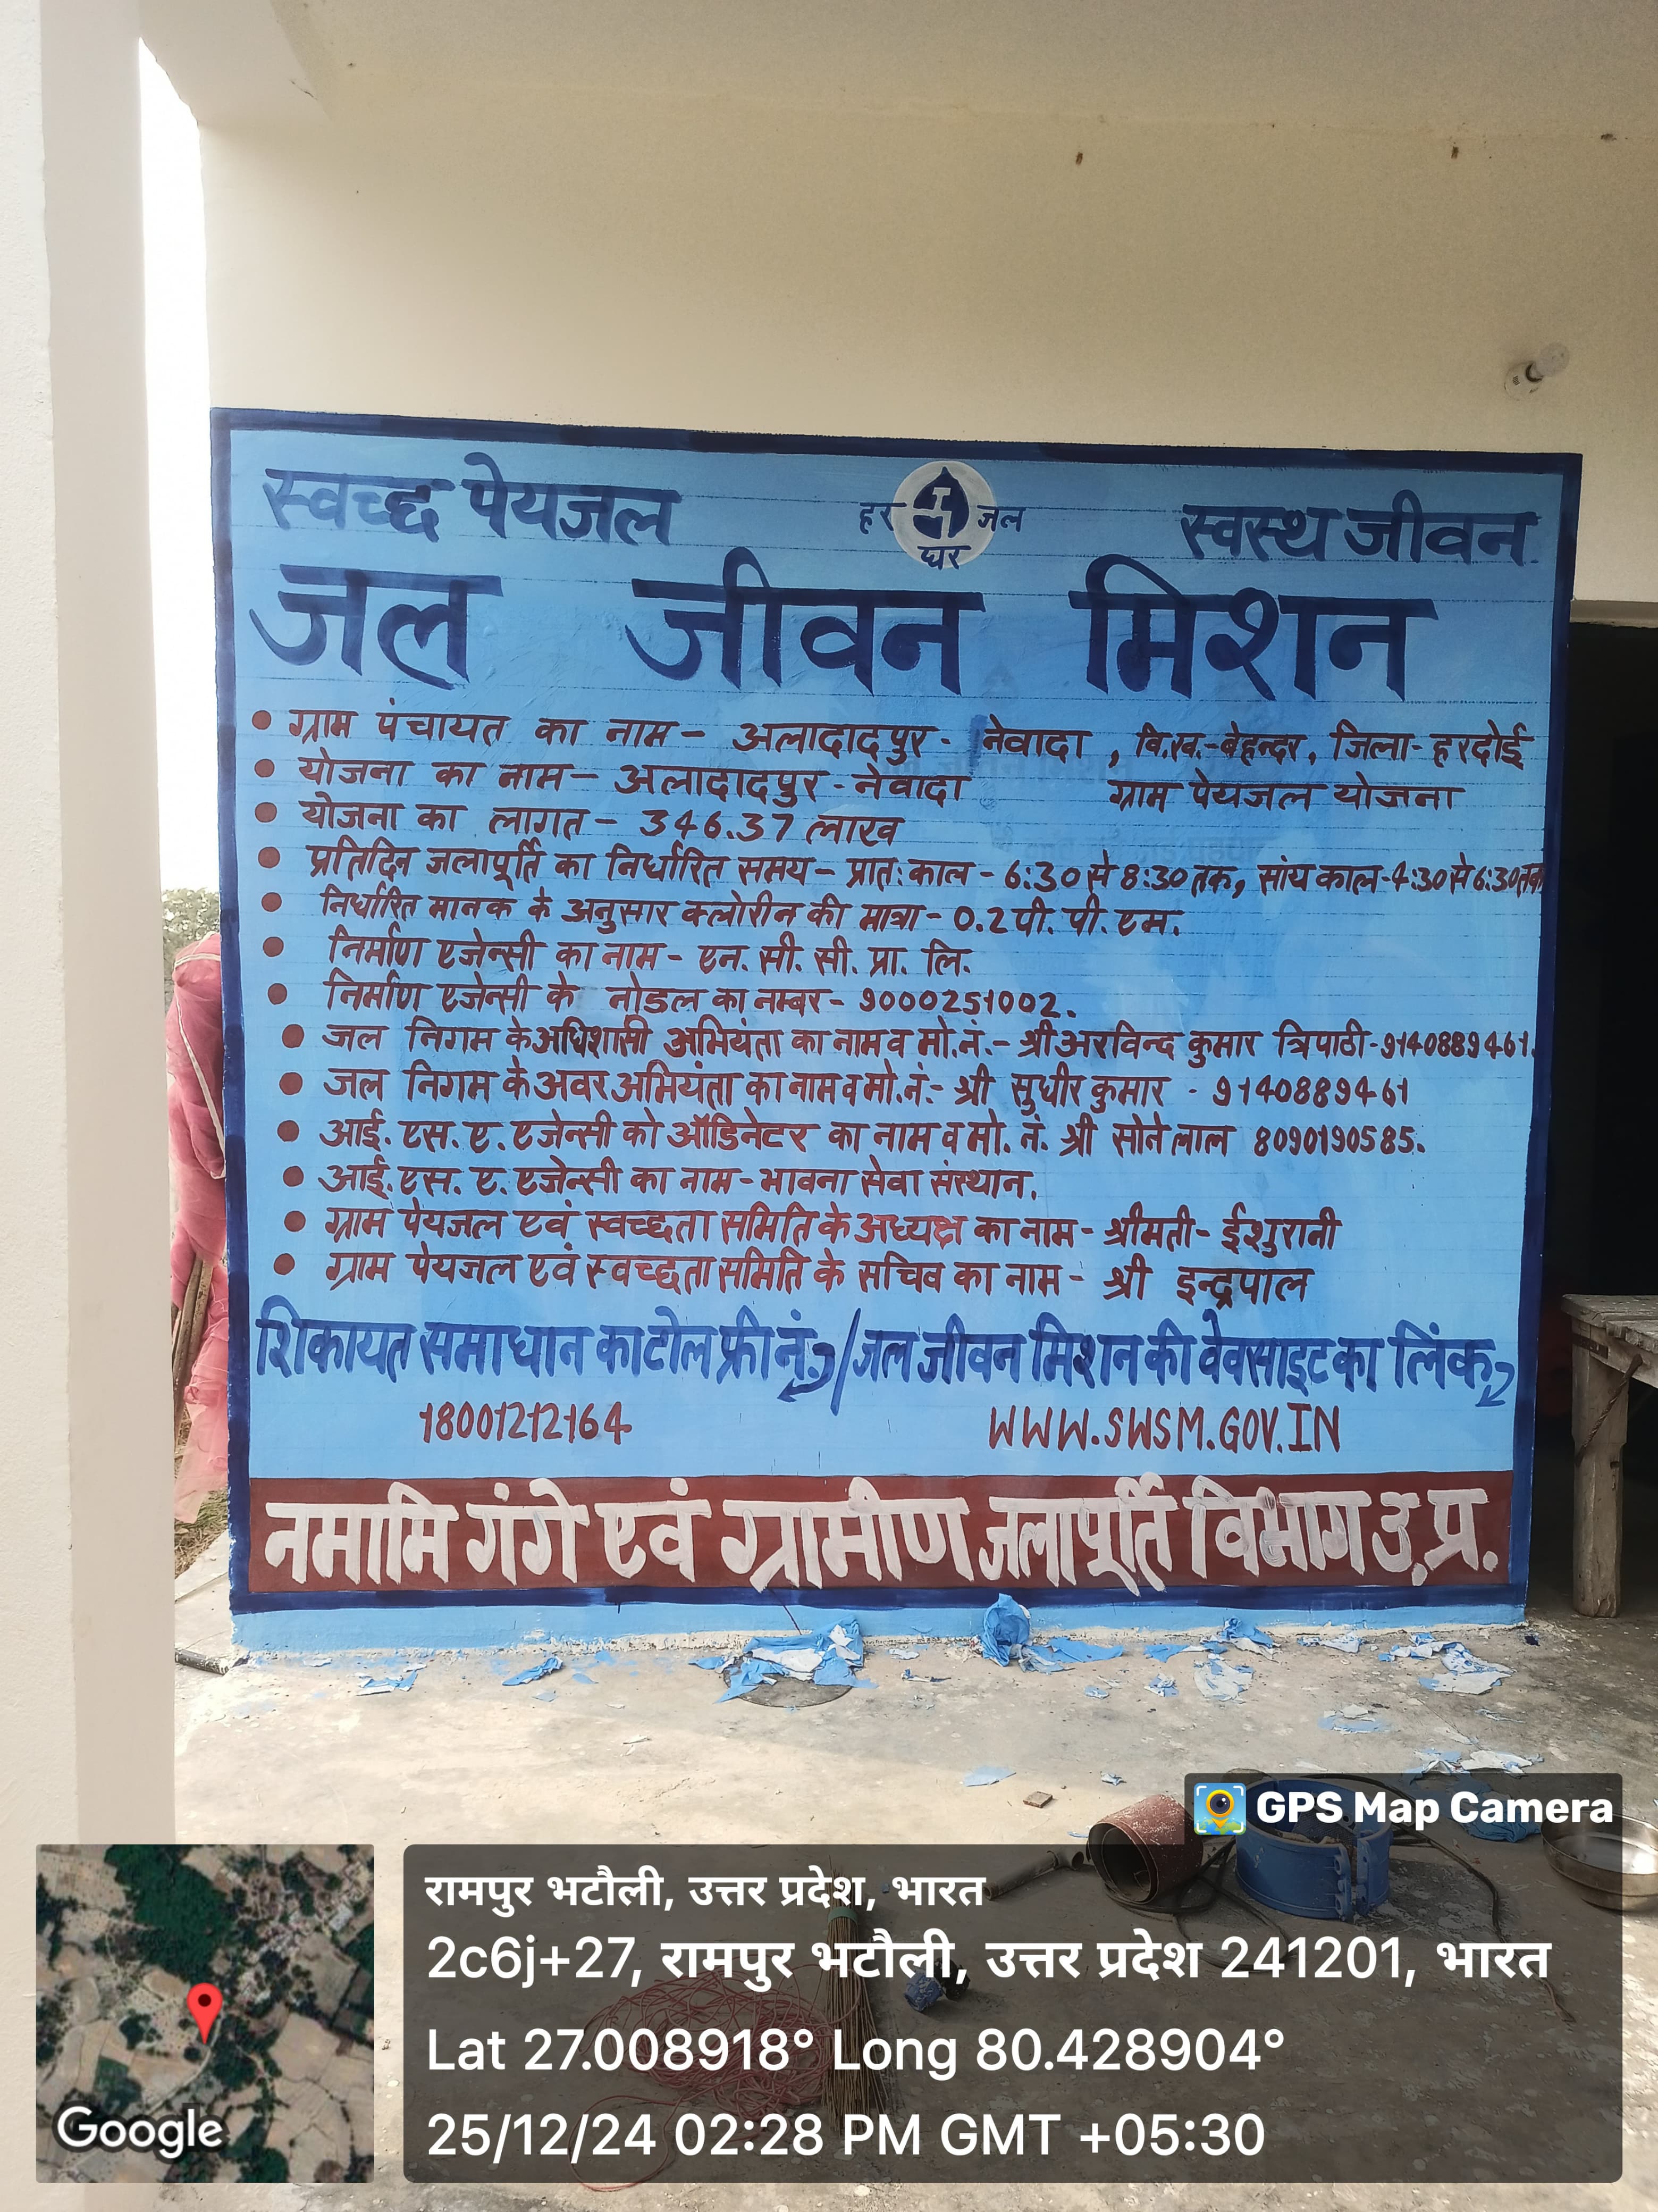 स्वच्छ पेयजल हर घर जल स्वस्थ जीवन
जल जीवन मिशन
• ग्राम पंचायत का नाम - अलादादपुर - नेवादा , वि.ख.-बेहन्दर, जिला- हरदोई
• योजना का नाम - अलादादपुर - नेवादा ग्राम पेयजल योजना
• योजना का लागत - 346.37 लाख
• प्रतिदिन जलापूर्ति का निर्धारित समय - प्रात:काल - 6:30 से 8:30 तक, सांय काल-4:30 से 6:30 तक
• निर्धारित मानक के अनुसार क्लोरीन की मात्रा - 0.2 पी. पी. एम.
• निर्माण एजेन्सी का नाम - एन. सी. सी. प्रा. लि.
• निर्माण एजेन्सी के नोडल का नम्बर - 9000251002.
• जल निगम के अधिशासी अभियंता का नाम व मो.नं.- श्री अरविन्द कुमार त्रिपाठी-9140889461.
• जल निगम के अवर अभियंता का नाम व मो.नं:- श्री सुधीर कुमार - 9140889461
• आई. एस. ए. एजेन्सी को ऑडिनेटर का नाम व मो. नं. श्री सोने लाल 8090190585.
• आई. एस. ए. एजेन्सी का नाम - भावना सेवा संस्थान.
• ग्राम पेयजल एवं स्वच्छता समिति के अध्यक्ष का नाम - श्रीमती- ईशुरानी
• ग्राम पेयजल एवं स्वच्छता समिति के सचिव का नाम - श्री इन्द्रपाल
शिकायत समाधान का टोल फ्री नं. / जल जीवन मिशन की वेवसाइट का लिंक
18001212164 WWW.SWSM.GOV.IN
नमामि गंगे एवं ग्रामीण जलापूर्ति विभाग उ.प्र.
GPS Map Camera
रामपुर भटौली, उत्तर प्रदेश, भारत
2c6j+27, रामपुर भटौली, उत्तर प्रदेश 241201, भारत
Lat 27.008918° Long 80.428904°
25/12/24 02:28 PM GMT +05:30
Google